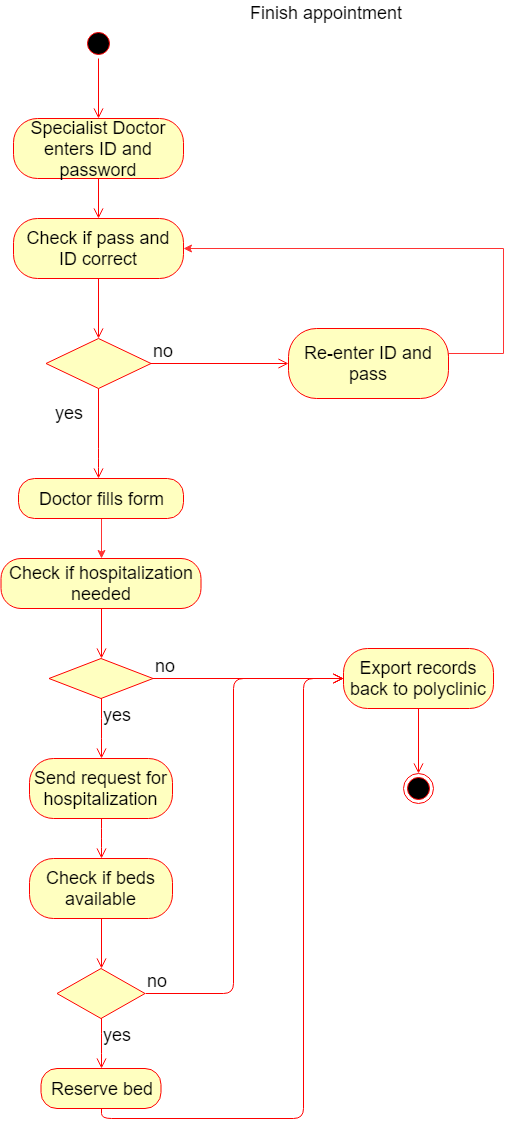 Finish appointment
Specialist Doctor
enters ID and
password
Check if pass and
ID correct
no
Re-enter ID and
pass
yes
Doctor fills form
Check if hospitalization
needed
no
Export records
back to polyclinic
yes
Send request for
hospitalization
Check if beds
available
no
yes
Reserve bed